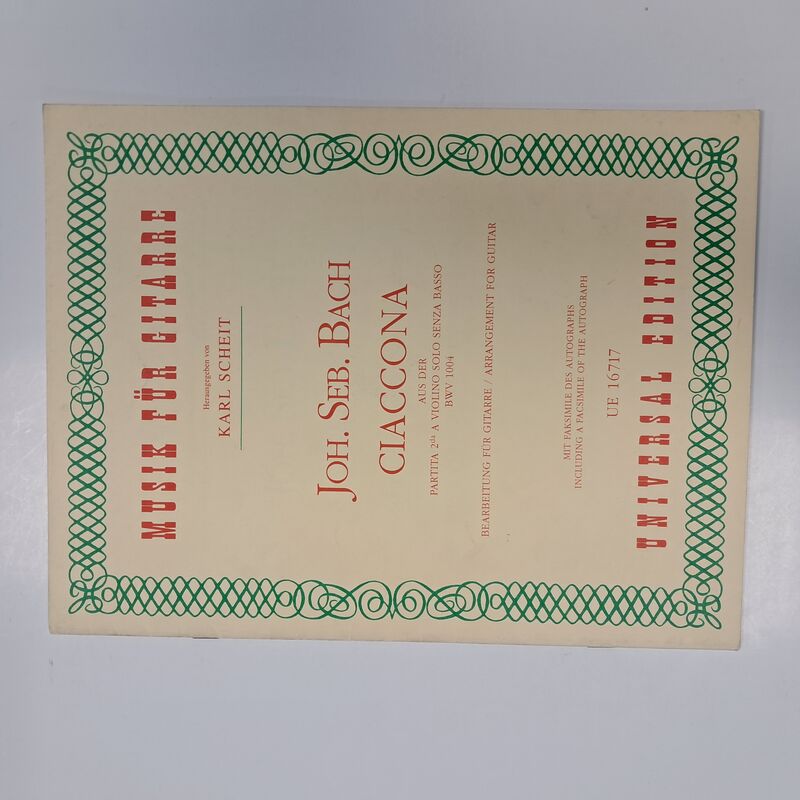 MUSIK FÜR GITARRE
Herausgegeben von
KARL SCHEIT
JOH. SEB. BACH
CIACCONA
AUS DER
PARTITA 2da A VIOLINO SOLO SENZA BASSO
BWV 1004
BEARBEITUNG FÜR GITARRE / ARRANGEMENT FOR GUITAR
MIT FAKSIMILE DES AUTOGRAPHS
INCLUDING A FACSIMILE OF THE AUTOGRAPH
UE 16717
UNIVERSAL EDITION